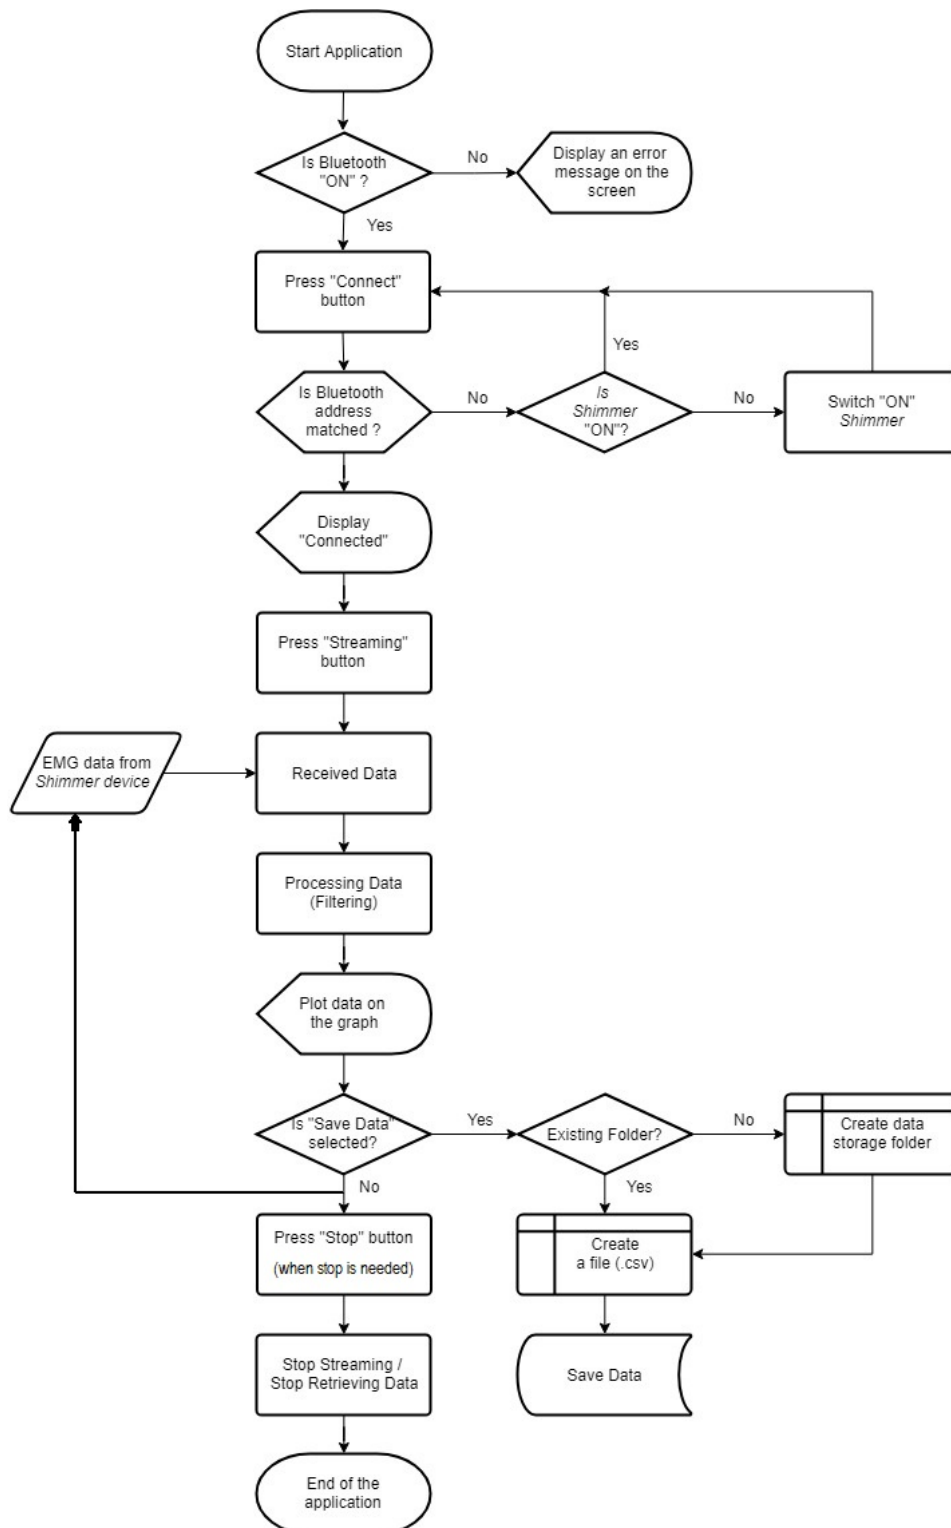 Start Application
Is Bluetooth
"ON" ?
No
Display an error
message on the
screen
Yes
Press "Connect"
button
Yes
Is Bluetooth
address
matched ?
No
Is
Shimmer
"ON"?
No
Switch "ON"
Shimmer
Display
"Connected"
Press "Streaming"
button
EMG data from
Shimmer device
Received Data
Processing Data
(Filtering)
Plot data on
the graph
Is "Save Data"
selected?
Yes
Existing Folder?
No
Create data
storage folder
No
Yes
Press "Stop" button
(when stop is needed)
Create
a file (.csv)
Stop Streaming /
Stop Retrieving Data
Save Data
End of the
application